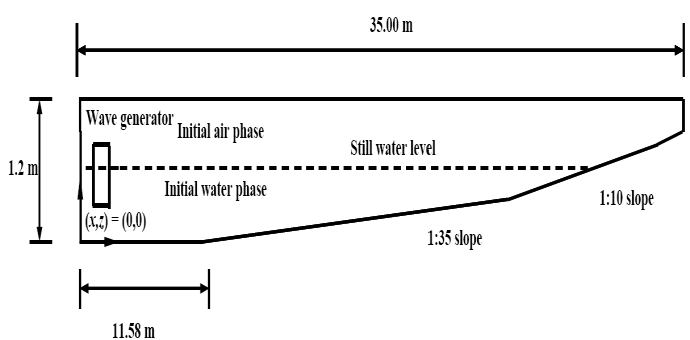 35.00 m
Wave generator
Initial air phase
Still water level
1.2 m
Initial water phase
1:10 slope
(x,z) = (0,0)
1:35 slope
11.58 m